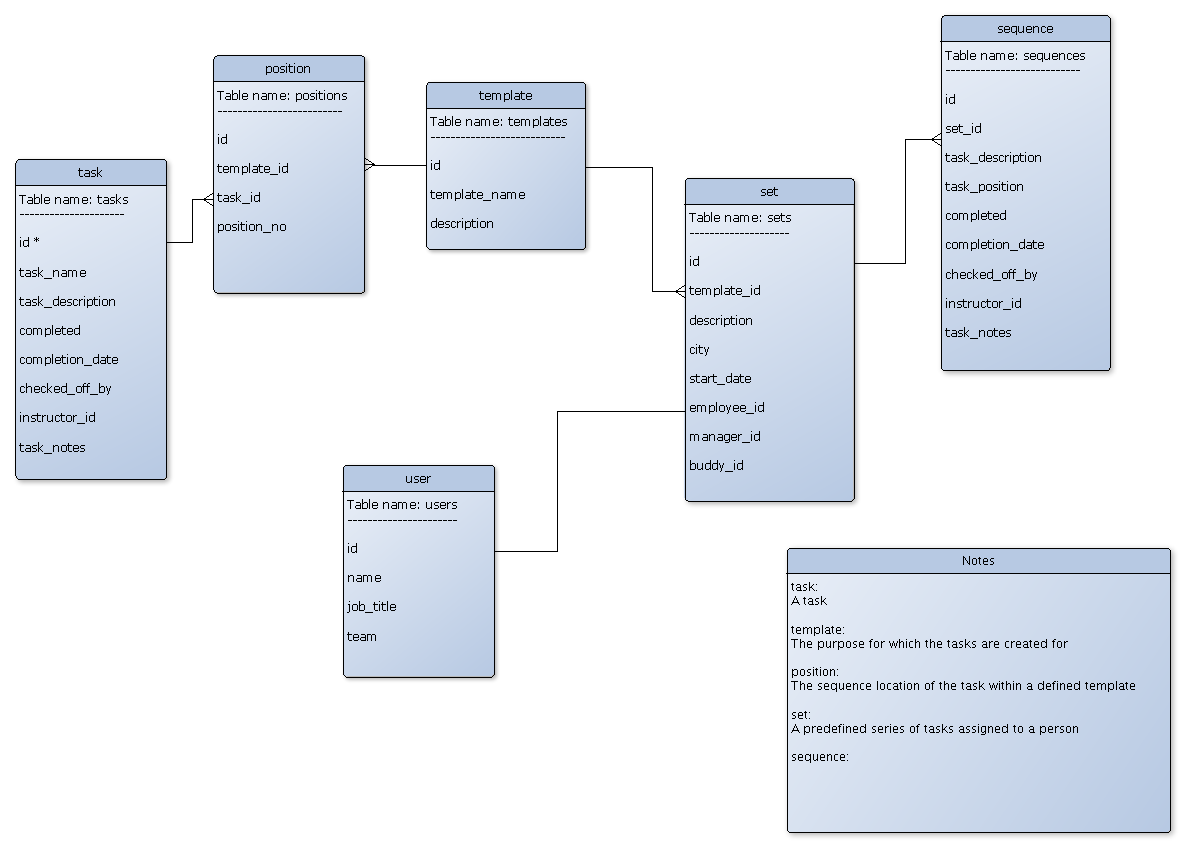 task
Table name: tasks
---------------------
id *
task_name
task_description
completed
completion_date
checked_off_by
instructor_id
task_notes
position
Table name: positions
-------------------------
id
template_id
task_id
position_no
template
Table name: templates
---------------------------
id
template_name
description
set
Table name: sets
--------------------
id
template_id
description
city
start_date
employee_id
manager_id
buddy_id
sequence
Table name: sequences
---------------------------
id
set_id
task_description
task_position
completed
completion_date
checked_off_by
instructor_id
task_notes
user
Table name: users
----------------------
id
name
job_title
team
Notes
task:
A task
template:
The purpose for which the tasks are created for
position:
The sequence location of the task within a defined template
set:
A predefined series of tasks assigned to a person
sequence: